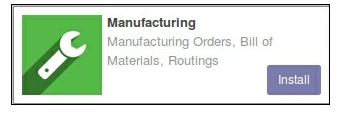 Manufacturing
Manufacturing Orders, Bill of
Materials, Routings
Install